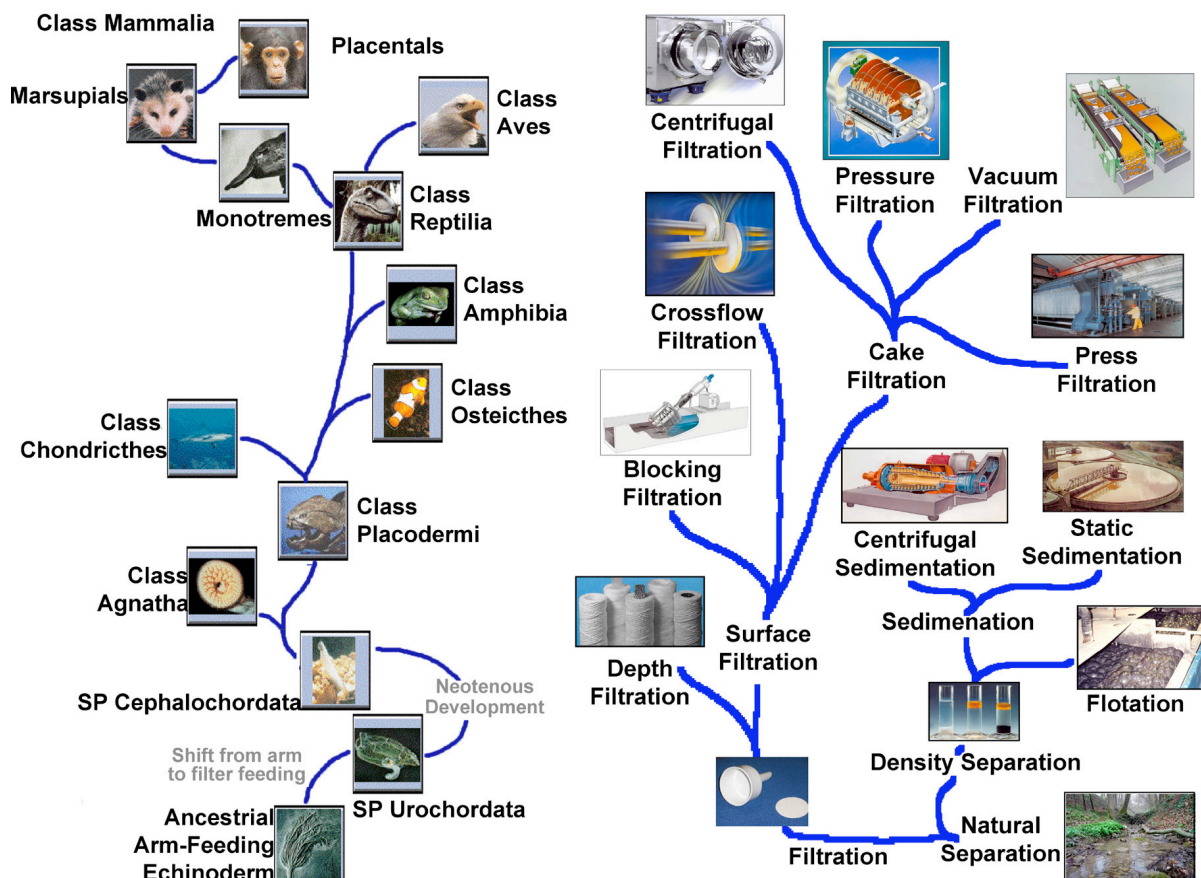 Class Mammalia
Placentals
Marsupials
Class
Aves
Monotremes
Class
Reptilia
Class
Amphibia
Class
Osteicthes
Class
Chondricthes
Class
Placodermi
Class
Agnatha
SP Cephalochordata
Neotenous
Development
Shift from arm
to filter feeding
SP Urochordata
Ancestral
Arm-Feeding
Echinoderm
Centrifugal
Filtration
Pressure
Filtration
Vacuum
Filtration
Crossflow
Filtration
Cake
Filtration
Press
Filtration
Blocking
Filtration
Centrifugal
Sedimentation
Static
Sedimentation
Surface
Filtration
Sedimenation
Depth
Filtration
Flotation
Density Separation
Filtration
Natural
Separation